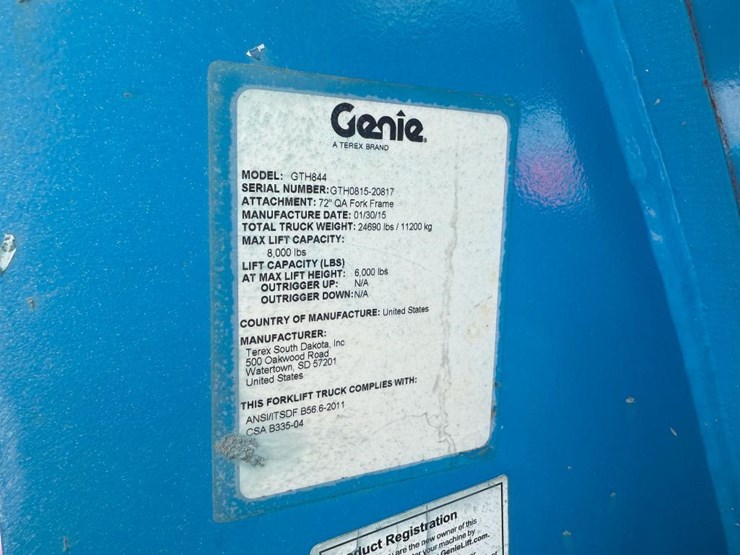 Genie
A TEREX BRAND
MODEL: GTH844
SERIAL NUMBER:GTH0815-20817
ATTACHMENT: 72" QA Fork Frame
MANUFACTURE DATE: 01/30/15
TOTAL TRUCK WEIGHT: 24690 lbs / 11200 kg
MAX LIFT CAPACITY:
8,000 lbs
LIFT CAPACITY (LBS)
AT MAX LIFT HEIGHT: 6,000 lbs
OUTRIGGER UP: N/A
OUTRIGGER DOWN:N/A
COUNTRY OF MANUFACTURE: United States
MANUFACTURER:
Terex South Dakota, Inc
500 Oakwood Road
Watertown, SD 57201
United States
THIS FORKLIFT TRUCK COMPLIES WITH:
ANSI/ITSDF B56.6-2011
CSA B335-04
duct Registration
are the new owner of this
your machine by
GenieLift.com.